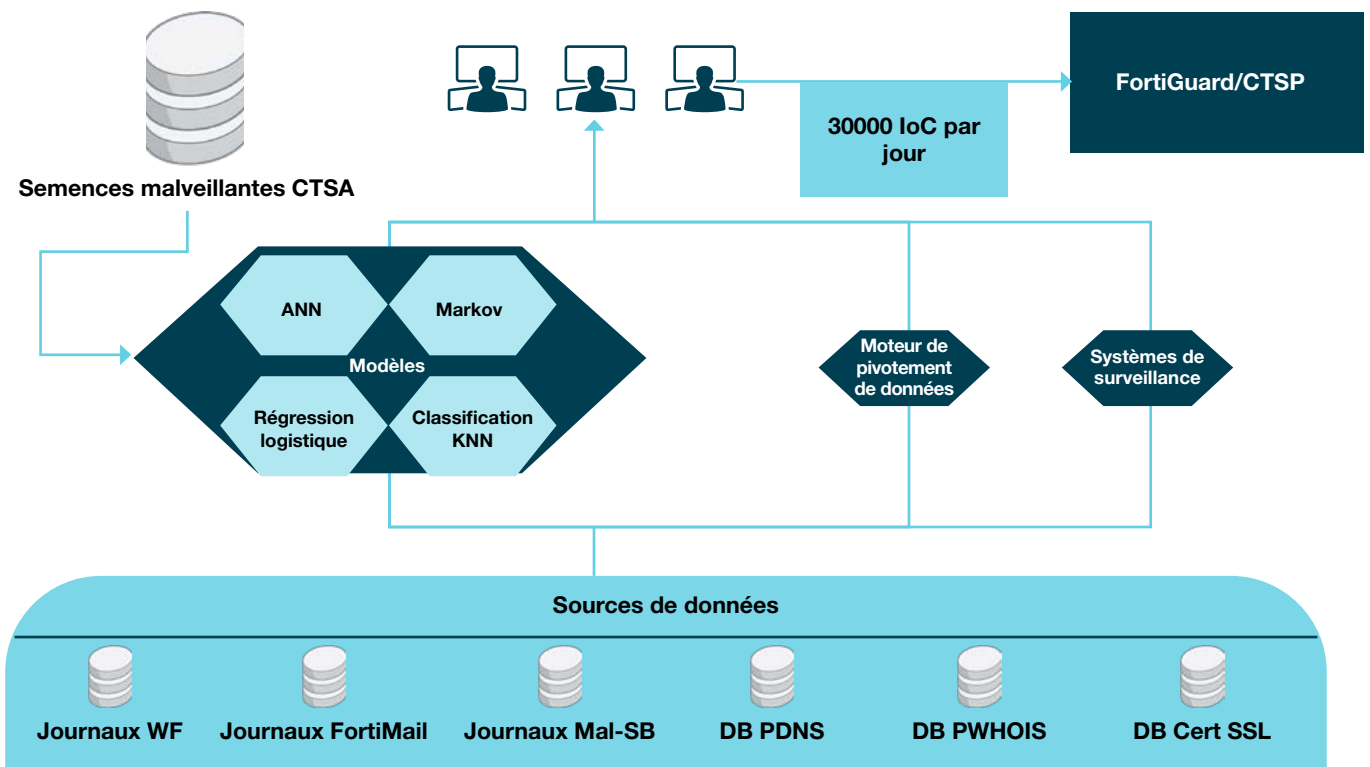 FortiGuard/CTSP
30000 IoC par
jour
Semences malveillantes CTSA
ANN
Markov
Modèles
Régression
logistique
Classification
KNN
Moteur de
pivotement
de données
Systèmes de
surveillance
Sources de données
Journaux WF
Journaux FortiMail
Journaux Mal-SB
DB PDNS
DB PWHOIS
DB Cert SSL